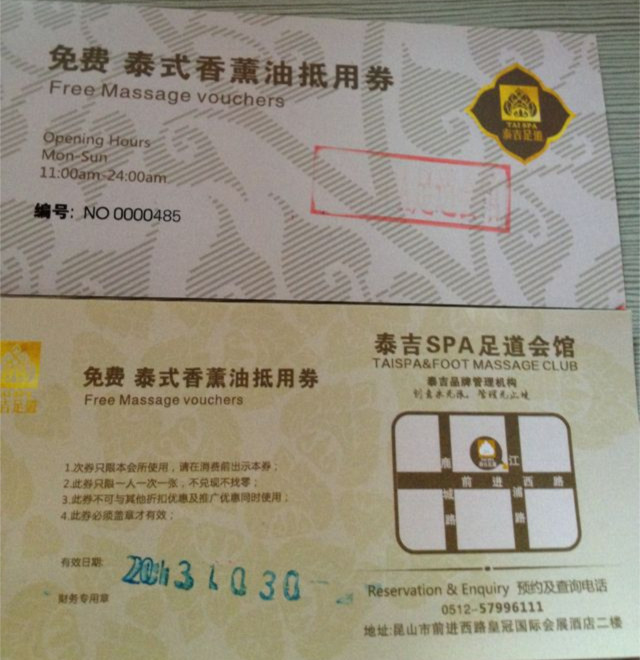 免费 泰式香薰油抵用券
Free Massage vouchers
TAI SPA
泰吉足道
Opening Hours
Mon-Sun
11:00am-24:00am
编号: NO 0000485
泰吉SPA足道会馆
TAISPA&FOOT MASSAGE CLUB
泰吉品牌管理机构
免费 泰式香薰油抵用券
Free Massage vouchers
1.次券只限本会所使用，请在消费前出示本券；
2.此券只限一人一次一张，不兑现不找零；
3.此券不可与其他折扣优惠及推广优惠同时使用；
4.此券必须盖章才有效；
前进西路
江浦路
有效日期:
财务专用章
Reservation & Enquiry 预约及查询电话
0512-57996111
地址:昆山市前进西路皇冠国际会展酒店二楼